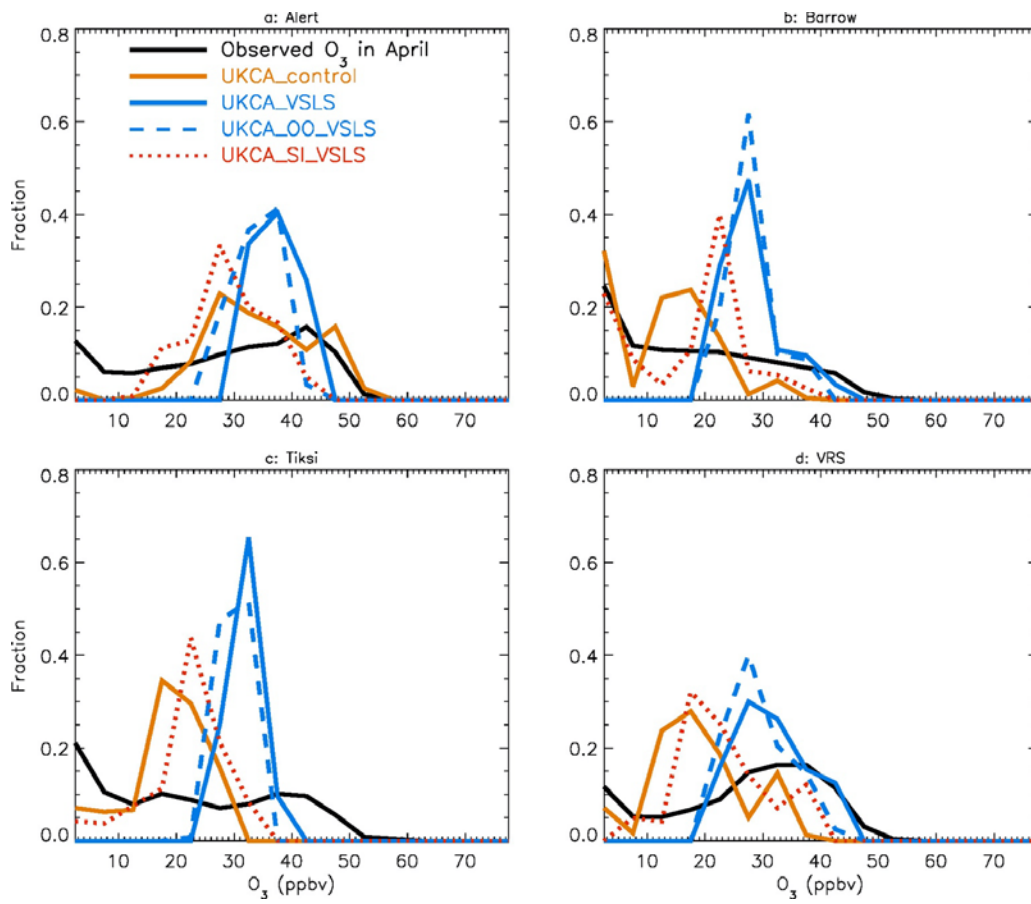 a: Alert
0.8
0.6
0.4
0.2
0.0
Fraction
10 20 30 40 50 60 70
Observed O3 in April
UKCA_control
UKCA_VSLS
UKCA_OO_VSLS
UKCA_SI_VSLS
b: Barrow
0.8
0.6
0.4
0.2
0.0
10 20 30 40 50 60 70
c: Tiksi
0.8
0.6
0.4
0.2
0.0
Fraction
10 20 30 40 50 60 70
O3 (ppbv)
d: VRS
0.8
0.6
0.4
0.2
0.0
10 20 30 40 50 60 70
O3 (ppbv)